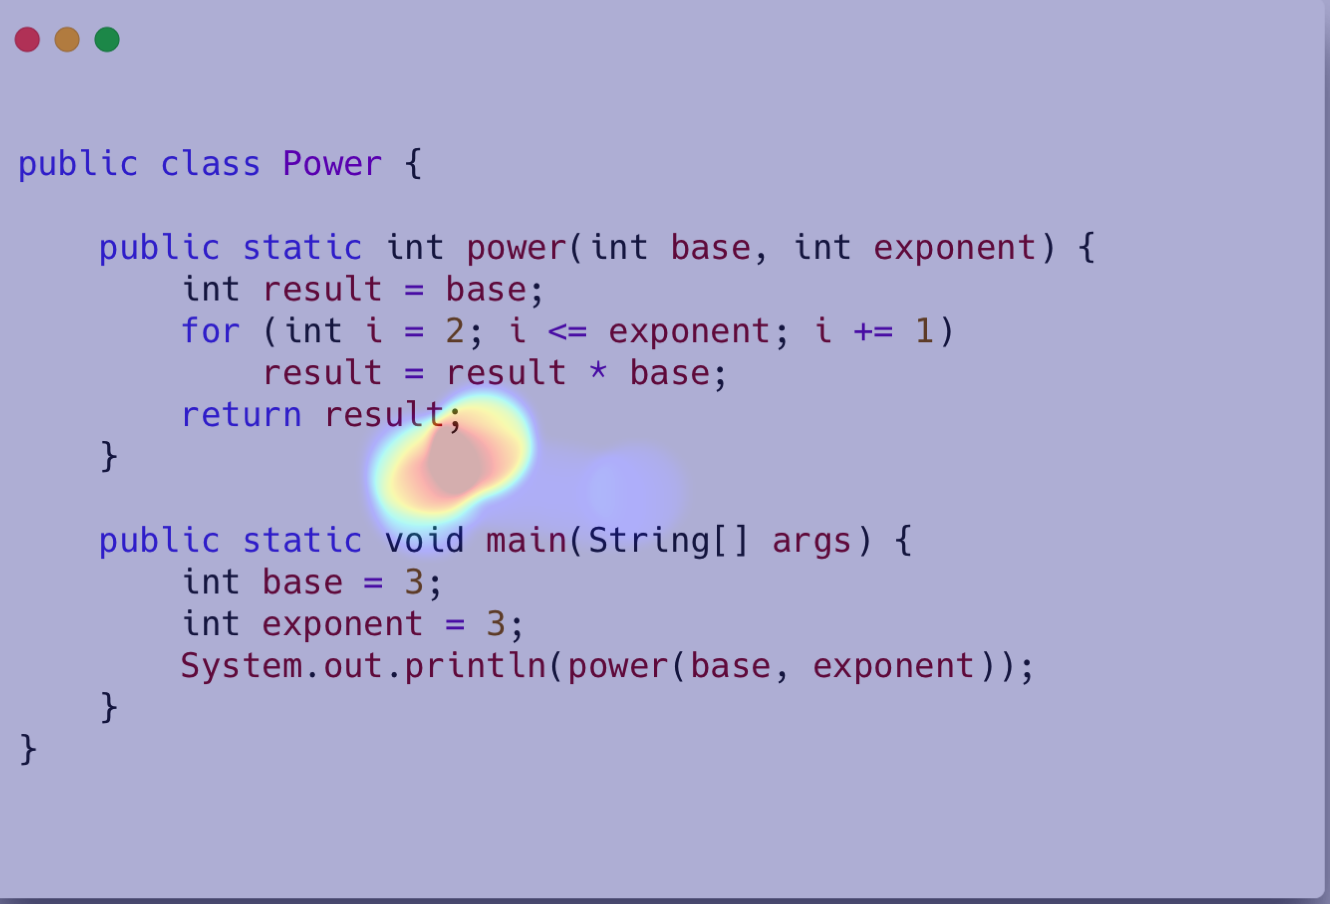 public class Power {
    public static int power(int base, int exponent) {
        int result = base;
        for (int i = 2; i <= exponent; i += 1)
            result = result * base;
        return result;
    }
    public static void main(String[] args) {
        int base = 3;
        int exponent = 3;
        System.out.println(power(base, exponent));
    }
}